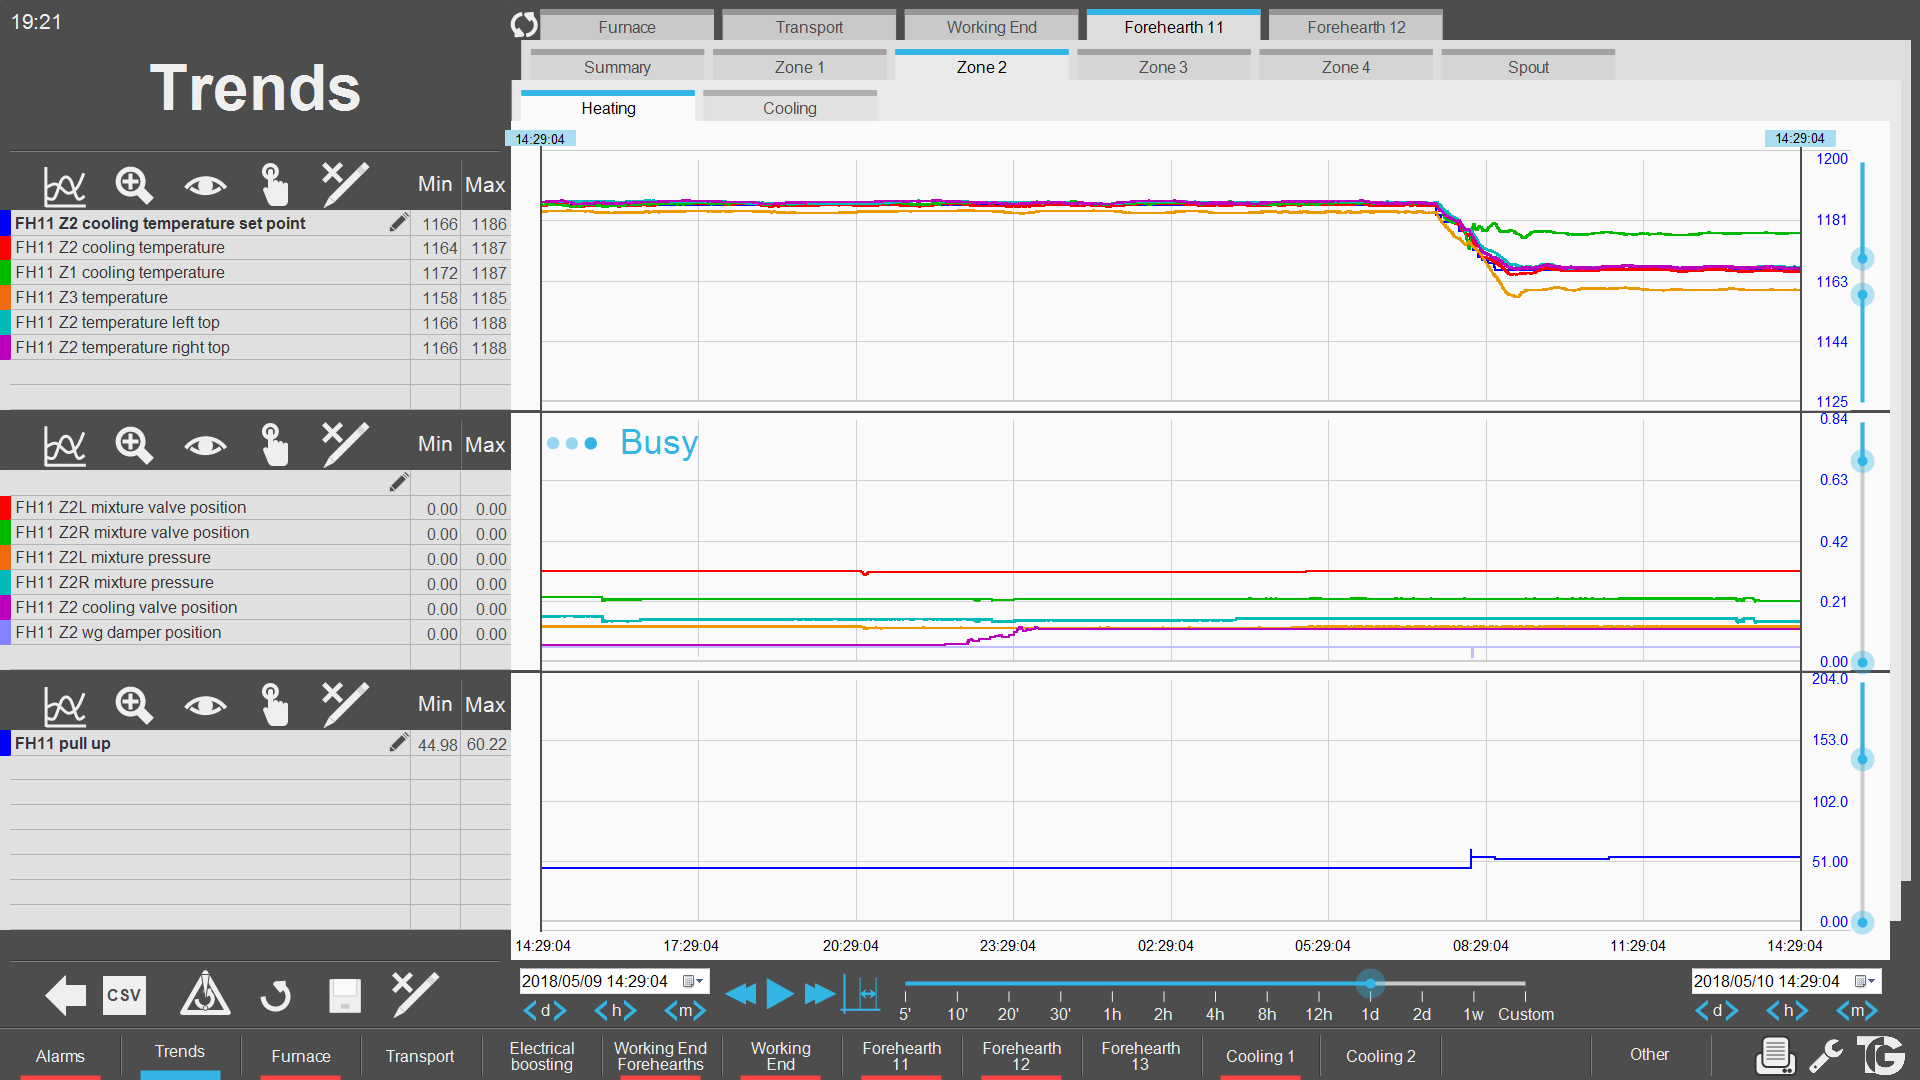 19:21
Trends
Furnace
Transport
Working End
Forehearth 11
Forehearth 12
Summary
Zone 1
Zone 2
Zone 3
Zone 4
Spout
Heating
Cooling
14:29:04
14:29:04
Min Max
FH11 Z2 cooling temperature set point 1166 1186
FH11 Z2 cooling temperature 1164 1187
FH11 Z1 cooling temperature 1172 1187
FH11 Z3 temperature 1158 1185
FH11 Z2 temperature left top 1166 1188
FH11 Z2 temperature right top 1166 1188
1200
1181
1163
1144
1125
Min Max
FH11 Z2L mixture valve position 0.00 0.00
FH11 Z2R mixture valve position 0.00 0.00
FH11 Z2L mixture pressure 0.00 0.00
FH11 Z2R mixture pressure 0.00 0.00
FH11 Z2 cooling valve position 0.00 0.00
FH11 Z2 wg damper position 0.00 0.00
Busy
0.84
0.63
0.42
0.21
0.00
Min Max
FH11 pull up 44.98 60.22
204.0
153.0
102.0
51.00
0.00
14:29:04 17:29:04 20:29:04 23:29:04 02:29:04 05:29:04 08:29:04 11:29:04 14:29:04
CSV
2018/05/09 14:29:04
d h m
5' 10' 20' 30' 1h 2h 4h 8h 12h 1d 2d 1w Custom
2018/05/10 14:29:04
d h m
Alarms
Trends
Furnace
Transport
Electrical
boosting
Working End
Forehearths
Working
End
Forehearth
11
Forehearth
12
Forehearth
13
Cooling 1
Cooling 2
Other
TG